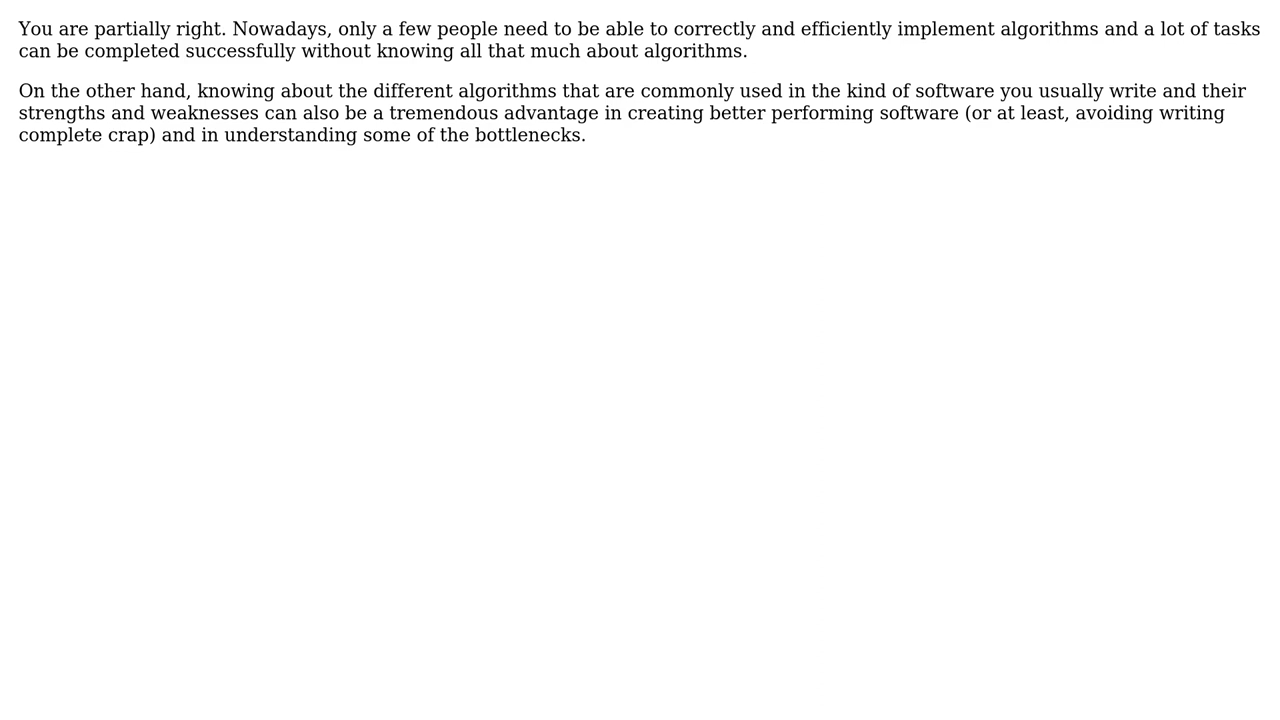 You are partially right. Nowadays, only a few people need to be able to correctly and efficiently implement algorithms and a lot of tasks
can be completed successfully without knowing all that much about algorithms.
On the other hand, knowing about the different algorithms that are commonly used in the kind of software you usually write and their
strengths and weaknesses can also be a tremendous advantage in creating better performing software (or at least, avoiding writing
complete crap) and in understanding some of the bottlenecks.